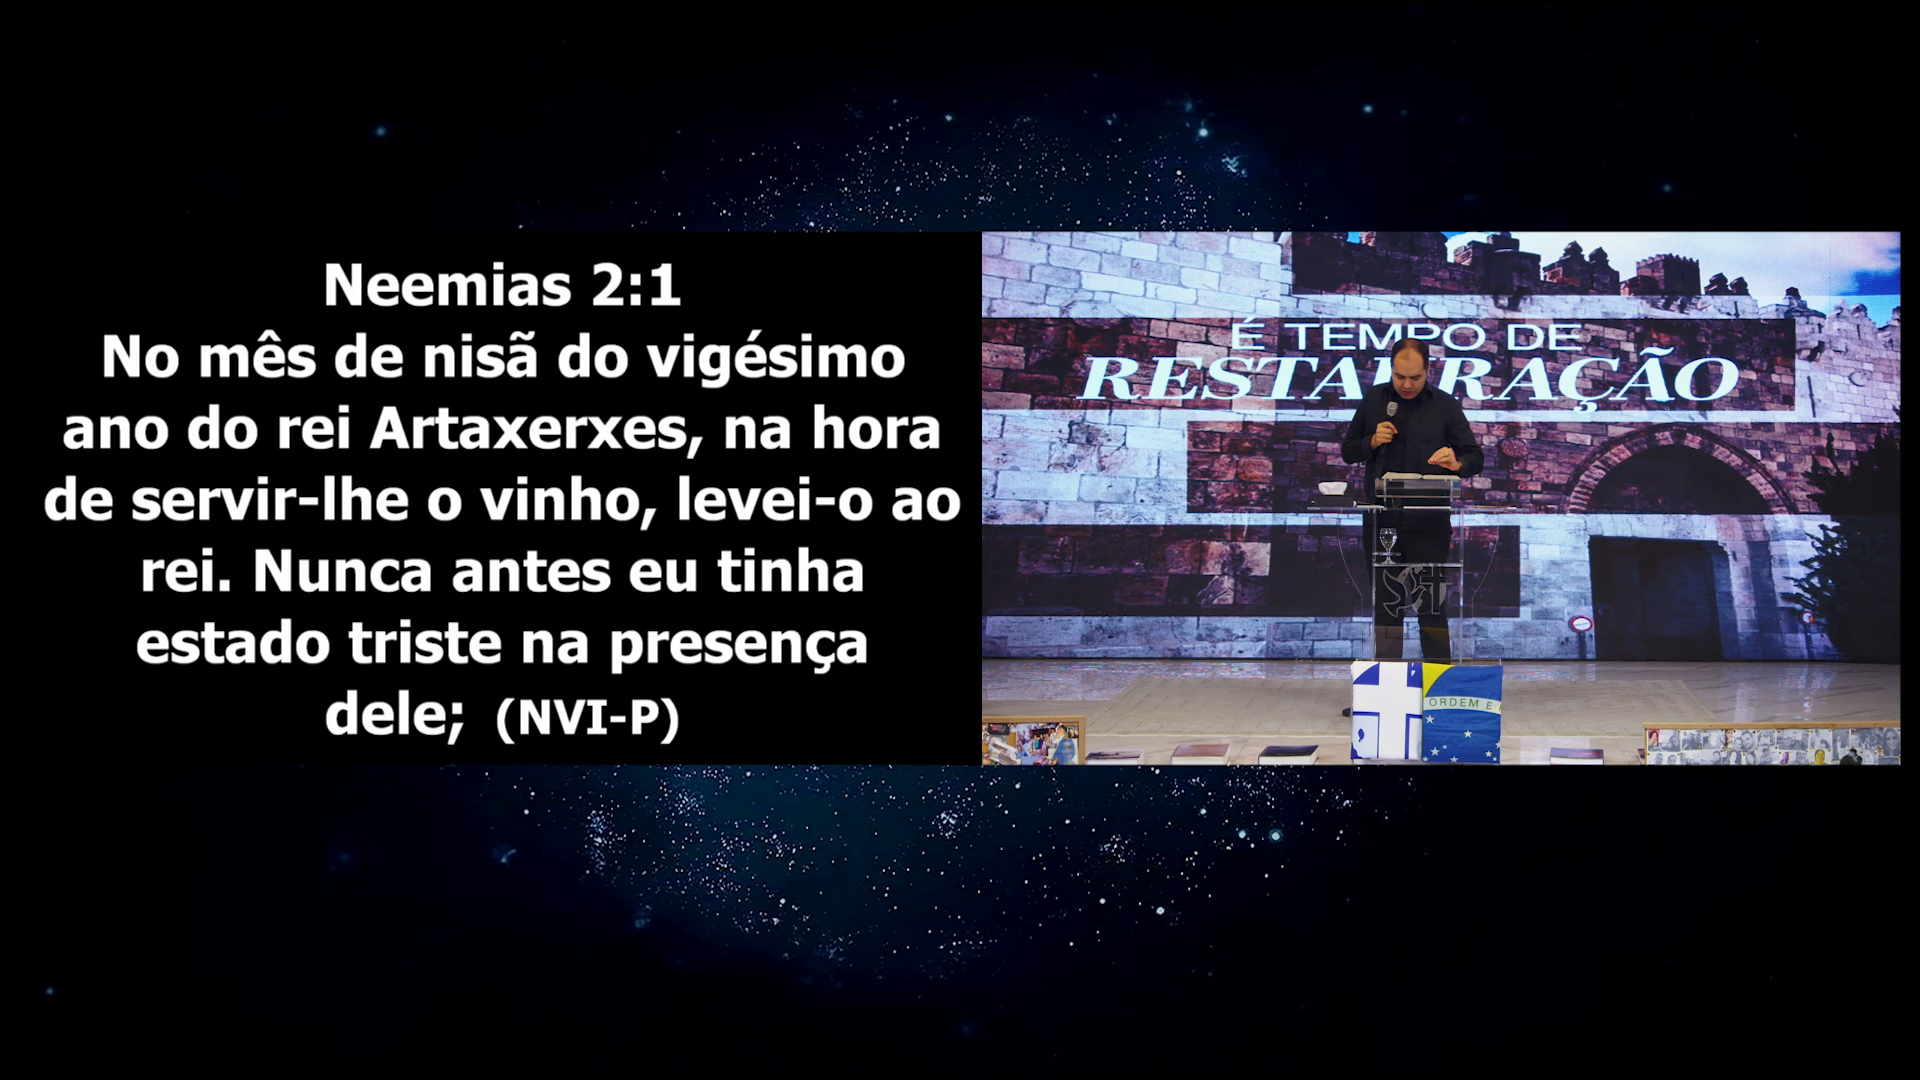 Neemias 2:1
No mês de nisã do vigésimo
ano do rei Artaxerxes, na hora
de servir-lhe o vinho, levei-o ao
rei. Nunca antes eu tinha
estado triste na presença
dele; (NVI-P)
É TEMPO DE
RESTAURAÇÃO
ORDEM E